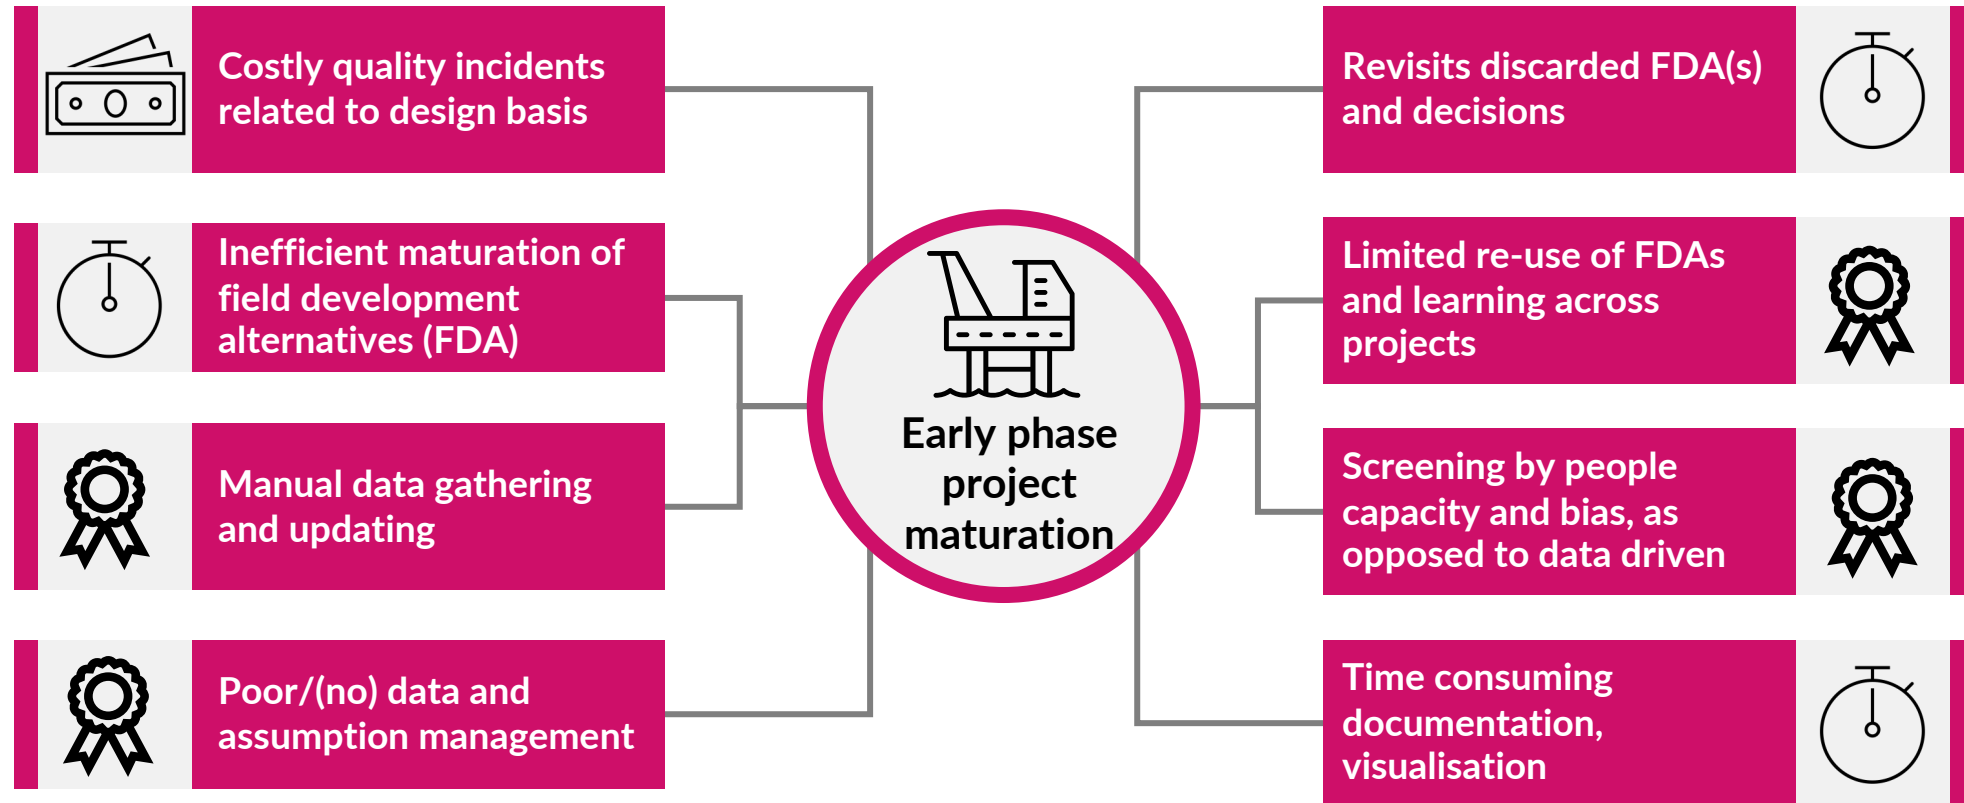 Costly quality incidents
related to design basis
Inefficient maturation of
field development
alternatives (FDA)
Manual data gathering
and updating
Poor/(no) data and
assumption management
Early phase
project
maturation
Revisits discarded FDA(s)
and decisions
Limited re-use of FDAs
and learning across
projects
Screening by people
capacity and bias, as
opposed to data driven
Time consuming
documentation,
visualisation